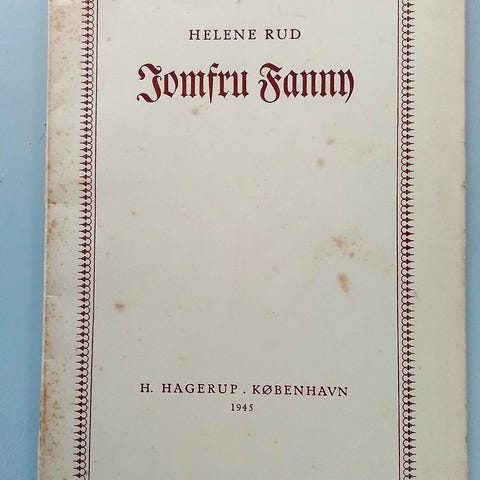 HELENE RUD
Jomfru Fanny
H. HAGERUP . KØBENHAVN
1945